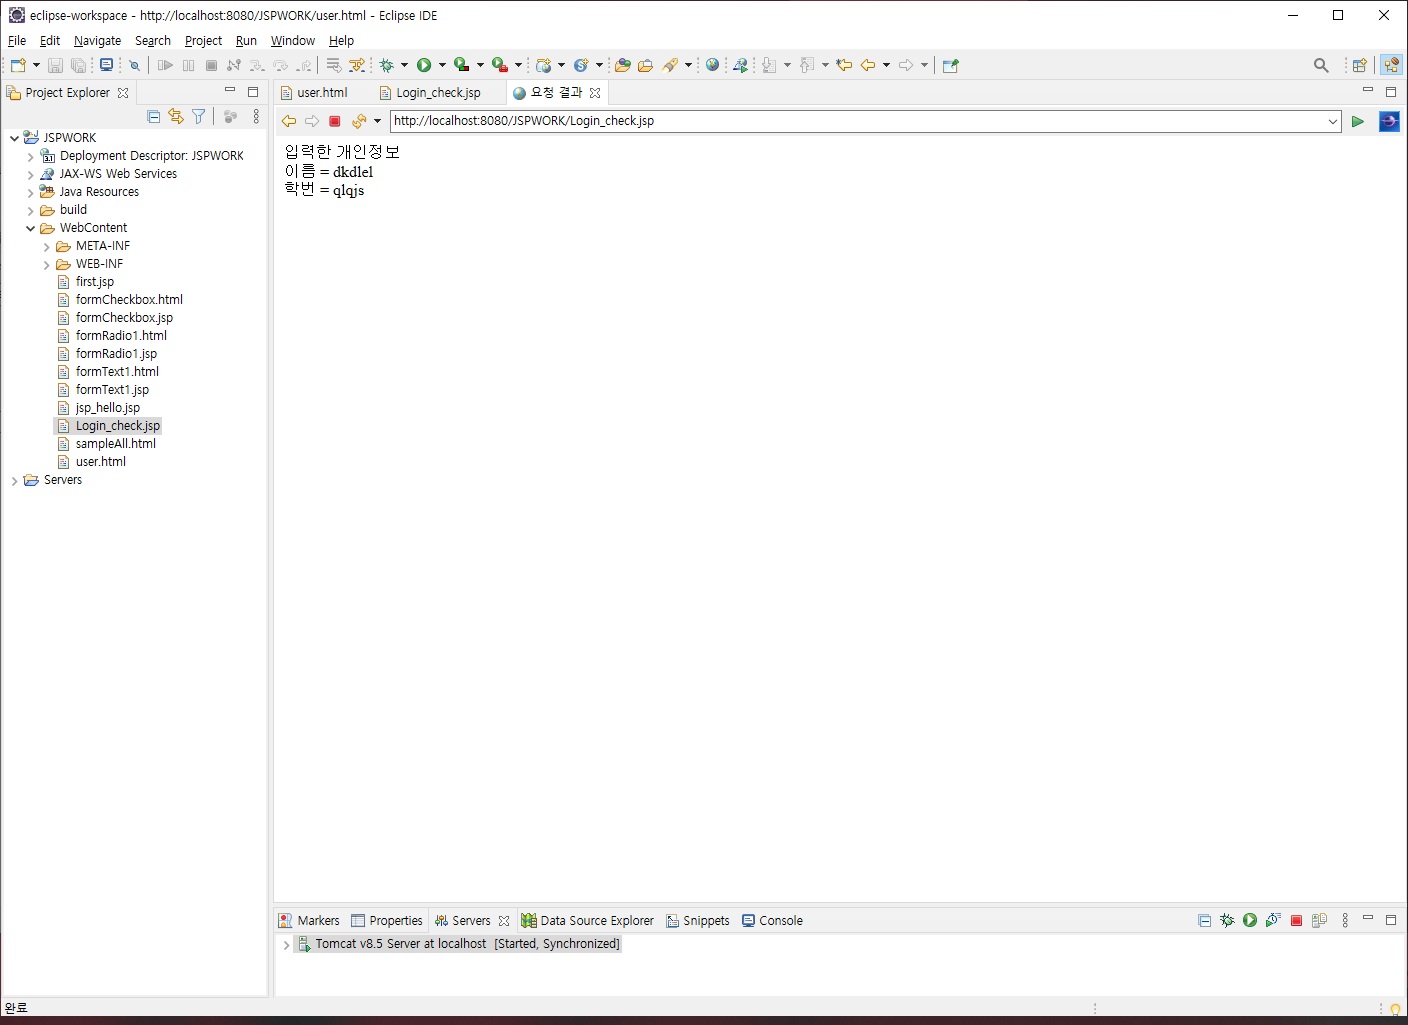 eclipse-workspace - http://localhost:8080/JSPWORK/user.html - Eclipse IDE
File Edit Navigate Search Project Run Window Help
Project Explorer
user.html Login_check.jsp 요청 결과
http://localhost:8080/JSPWORK/Login_check.jsp
JSPWORK
Deployment Descriptor: JSPWORK
JAX-WS Web Services
Java Resources
build
WebContent
META-INF
WEB-INF
first.jsp
formCheckbox.html
formCheckbox.jsp
formRadio1.html
formRadio1.jsp
formText1.html
formText1.jsp
jsp_hello.jsp
Login_check.jsp
sampleAll.html
user.html
Servers
입력한 개인정보
이름 = dkdlel
학번 = qlqjs
Markers Properties Servers Data Source Explorer Snippets Console
Tomcat v8.5 Server at localhost [Started, Synchronized]
완료